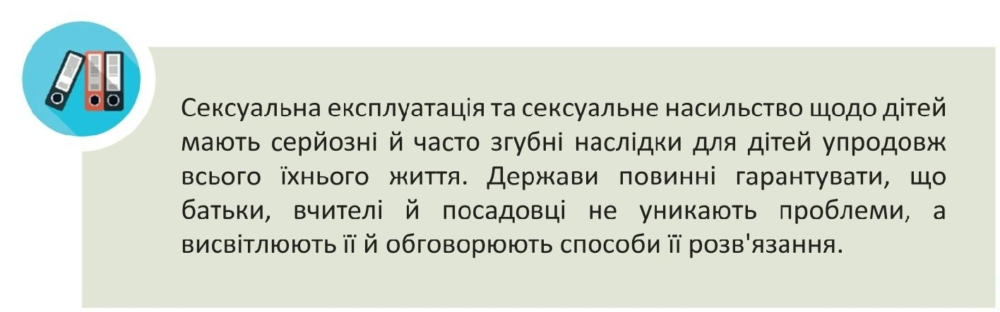 Сексуальна експлуатація та сексуальне насильство щодо дітей
мають серйозні й часто згубні наслідки для дітей упродовж
всього їхнього життя. Держави повинні гарантувати, що
батьки, вчителі й посадовці не уникають проблеми, а
висвітлюють її й обговорюють способи її розв'язання.